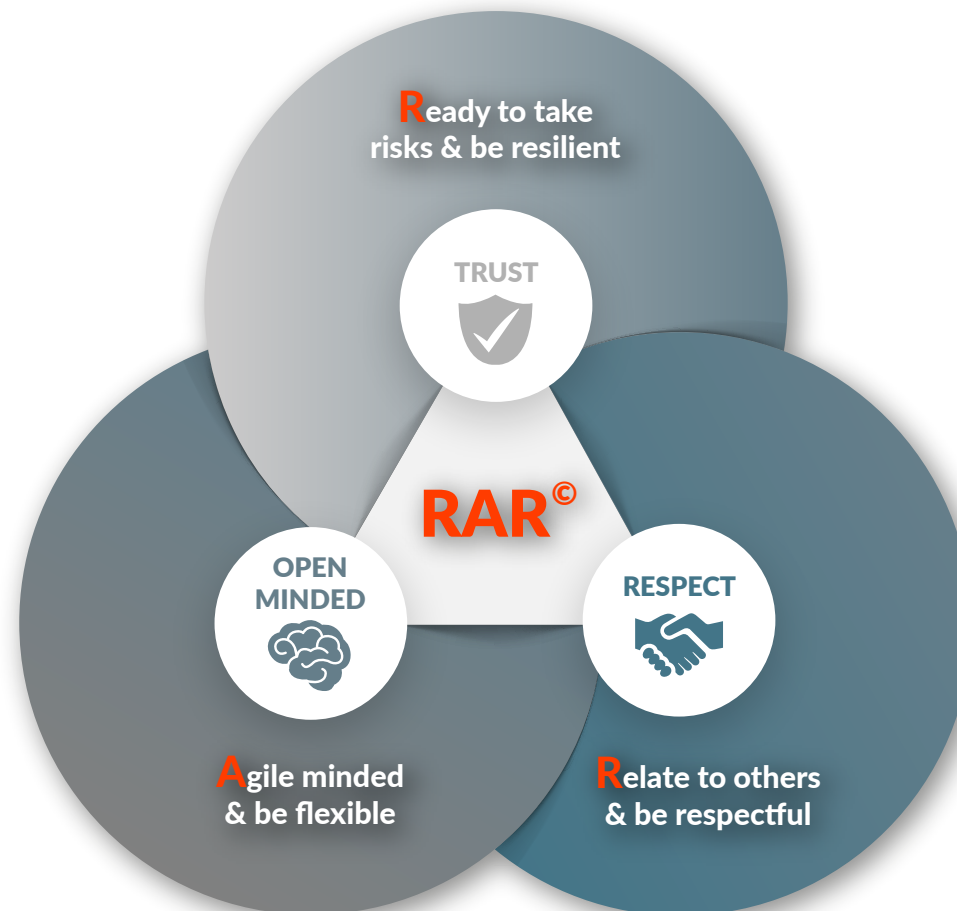 Ready to take
risks & be resilient
TRUST
RAR©
OPEN
MINDED
RESPECT
Agile minded
& be flexible
Relate to others
& be respectful